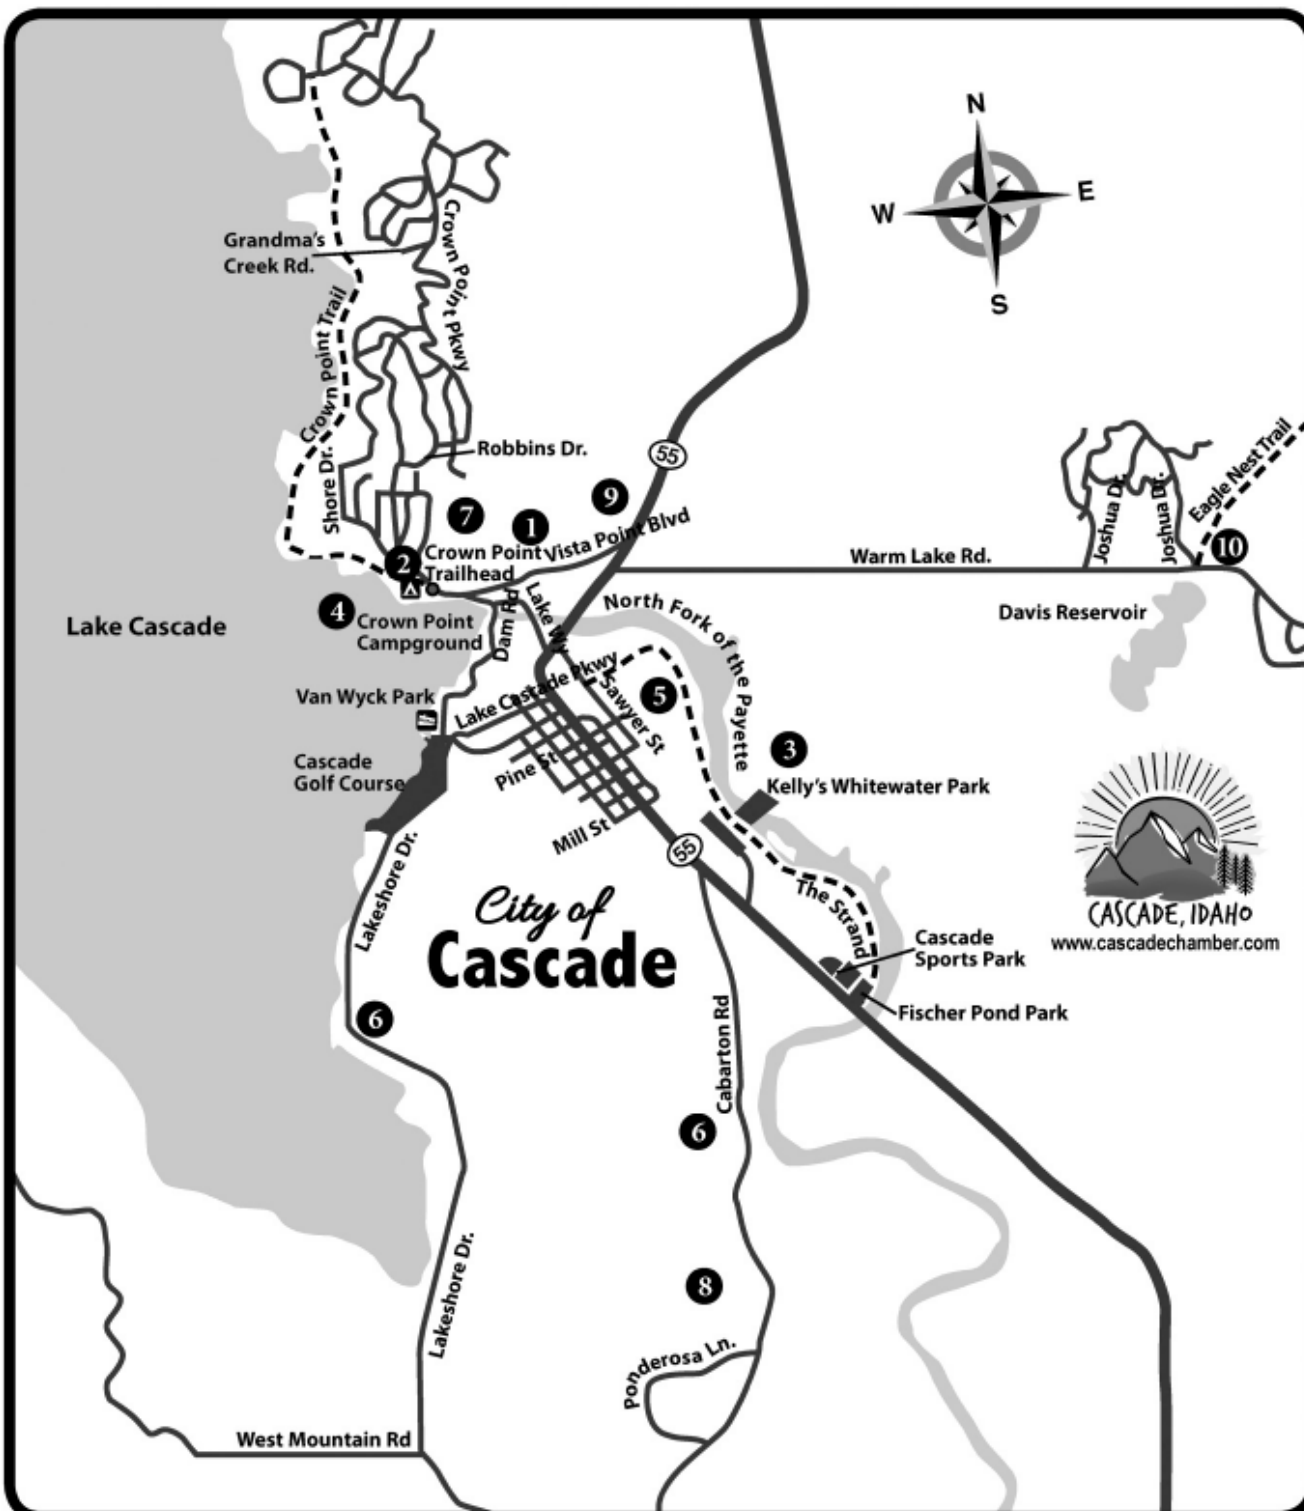 N
W
E
S
Grandma's
Creek Rd.
Crown Point Pkwy
Crown Point Trail
Shore Dr.
Robbins Dr.
55
7
1
9
Vista Point Blvd
2
Crown Point
Trailhead
4
Crown Point
Campground
Lake Cascade
Dam Rd
Lake Wy
North Fork of the Payette
Warm Lake Rd.
Joshua Dr.
Joshua Dr.
Eagle Nest Trail
10
Davis Reservoir
Van Wyck Park
Lake Cascade Pkwy
Sawyer St
5
3
Cascade
Golf Course
Pine St
Mill St
Kelly's Whitewater Park
55
Lakeshore Dr.
City of
Cascade
The Strand
Cascade
Sports Park
Fischer Pond Park
CASCADE, IDAHO
www.cascadechamber.com
6
Cabarton Rd
6
8
Lakeshore Dr.
Ponderosa Ln.
West Mountain Rd